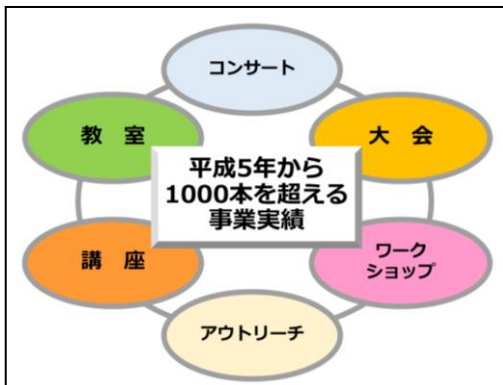 コンサート
教　室
大　会
平成5年から
1000本を超える
事業実績
講　座
ワーク
ショップ
アウトリーチ